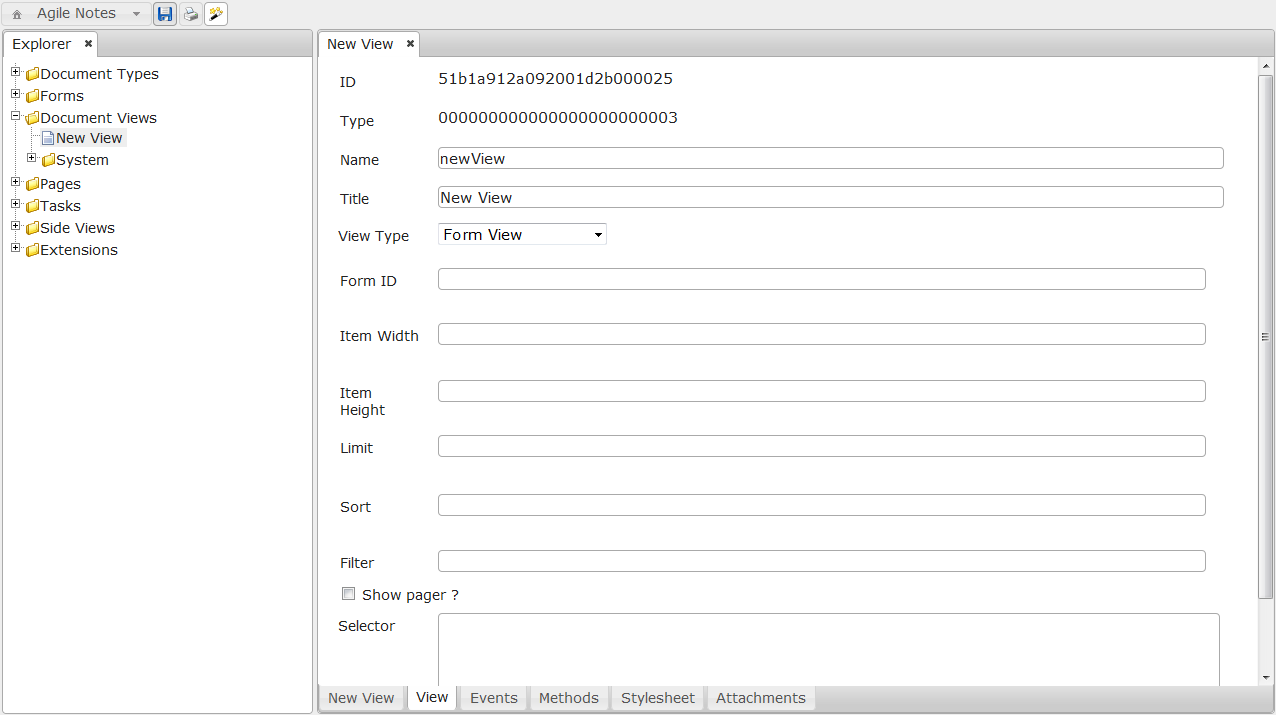 Agile Notes
Explorer
Document Types
Forms
Document Views
New View
System
Pages
Tasks
Side Views
Extensions
New View
ID 51b1a912a092001d2b000025
Type 000000000000000000000003
Name newView
Title New View
View Type Form View
Form ID
Item Width
Item
Height
Limit
Sort
Filter
Show pager ?
Selector
New View View Events Methods Stylesheet Attachments